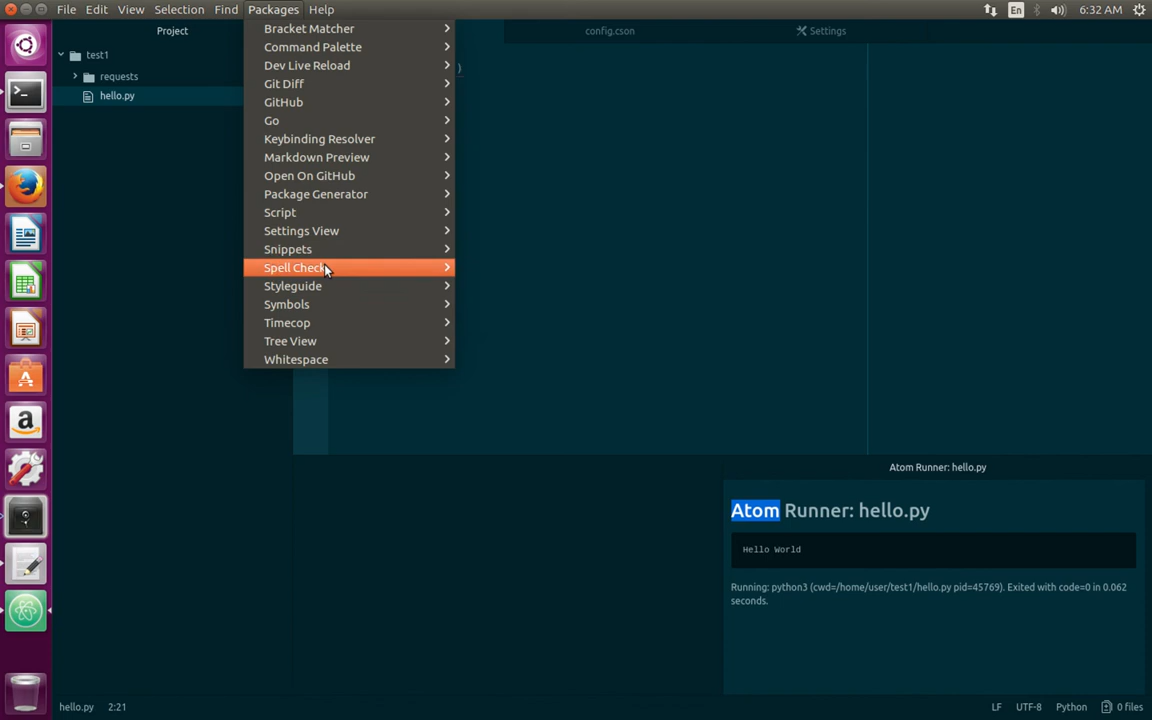 File Edit View Selection Find Packages Help
En 6:32 AM
Project
config.cson
Settings
test1
requests
hello.py
Bracket Matcher
Command Palette
Dev Live Reload
)
Git Diff
GitHub
Go
Keybinding Resolver
Markdown Preview
Open On GitHub
Package Generator
Script
Settings View
Snippets
Spell Check
Styleguide
Symbols
Timecop
Tree View
Whitespace
Atom Runner: hello.py
Atom Runner: hello.py
Hello World
Running: python3 (cwd=/home/user/test1/hello.py pid=45769). Exited with code=0 in 0.062
seconds.
hello.py 2:21
LF UTF-8 Python 0 files